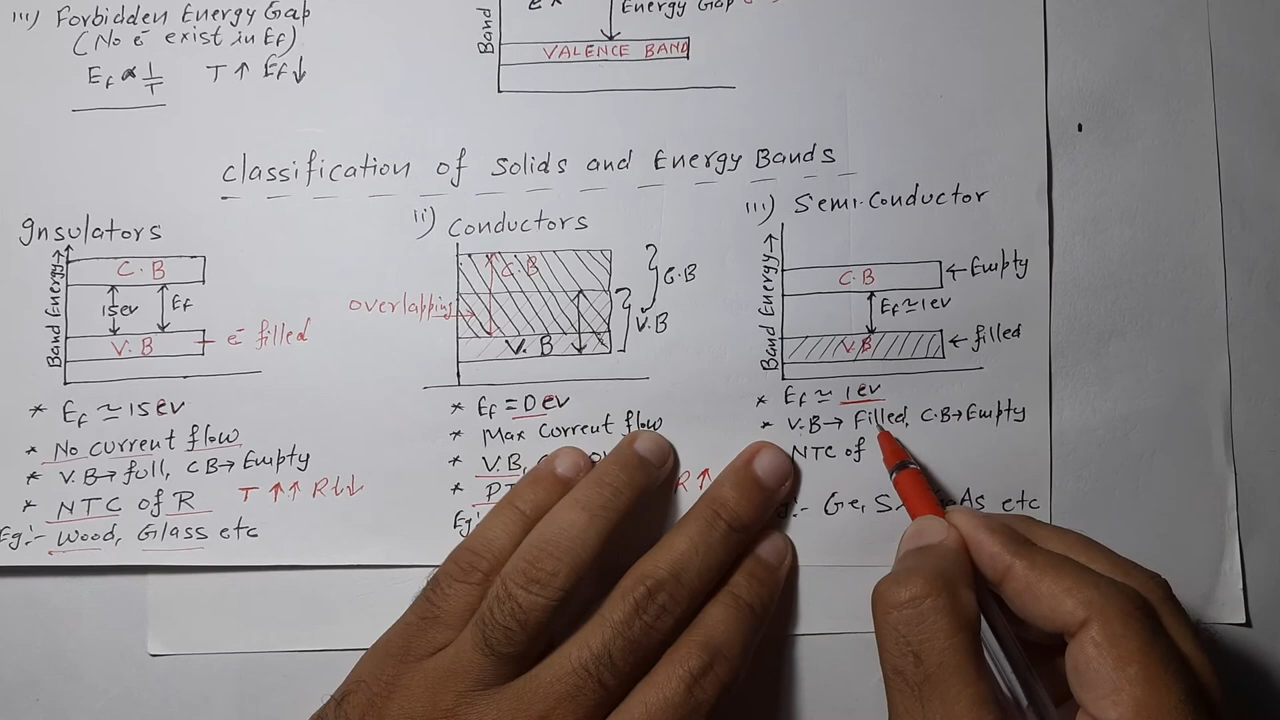 iii) Forbidden Energy Gap
(No e⁻ exist in Ef)
Ef ∝ 1/T T↑ Ef↓
Band
Energy Gap
VALENCE BAND
classification of solids and Energy Bands
Insulators
Band Energy→
C.B
15ev
Ef
V.B
e⁻ filled
* Ef ≃ 15ev
* No current flow
* V.B→full, CB→Empty
* NTC of R T↑↑ R↓↓
Eg:- Wood, Glass etc
ii) Conductors
C.B
overlapping
V.B
C.B
V.B
* Ef = 0ev
* Max current flow
* V.B,
*
Eg:-
R↑
iii) Semi-Conductor
Band Energy→
C.B
←Empty
Ef≃1ev
V.B
←filled
* Ef ≃ 1ev
* V.B→ Filled, C.B→Empty
NTC of
:- Ge, etc